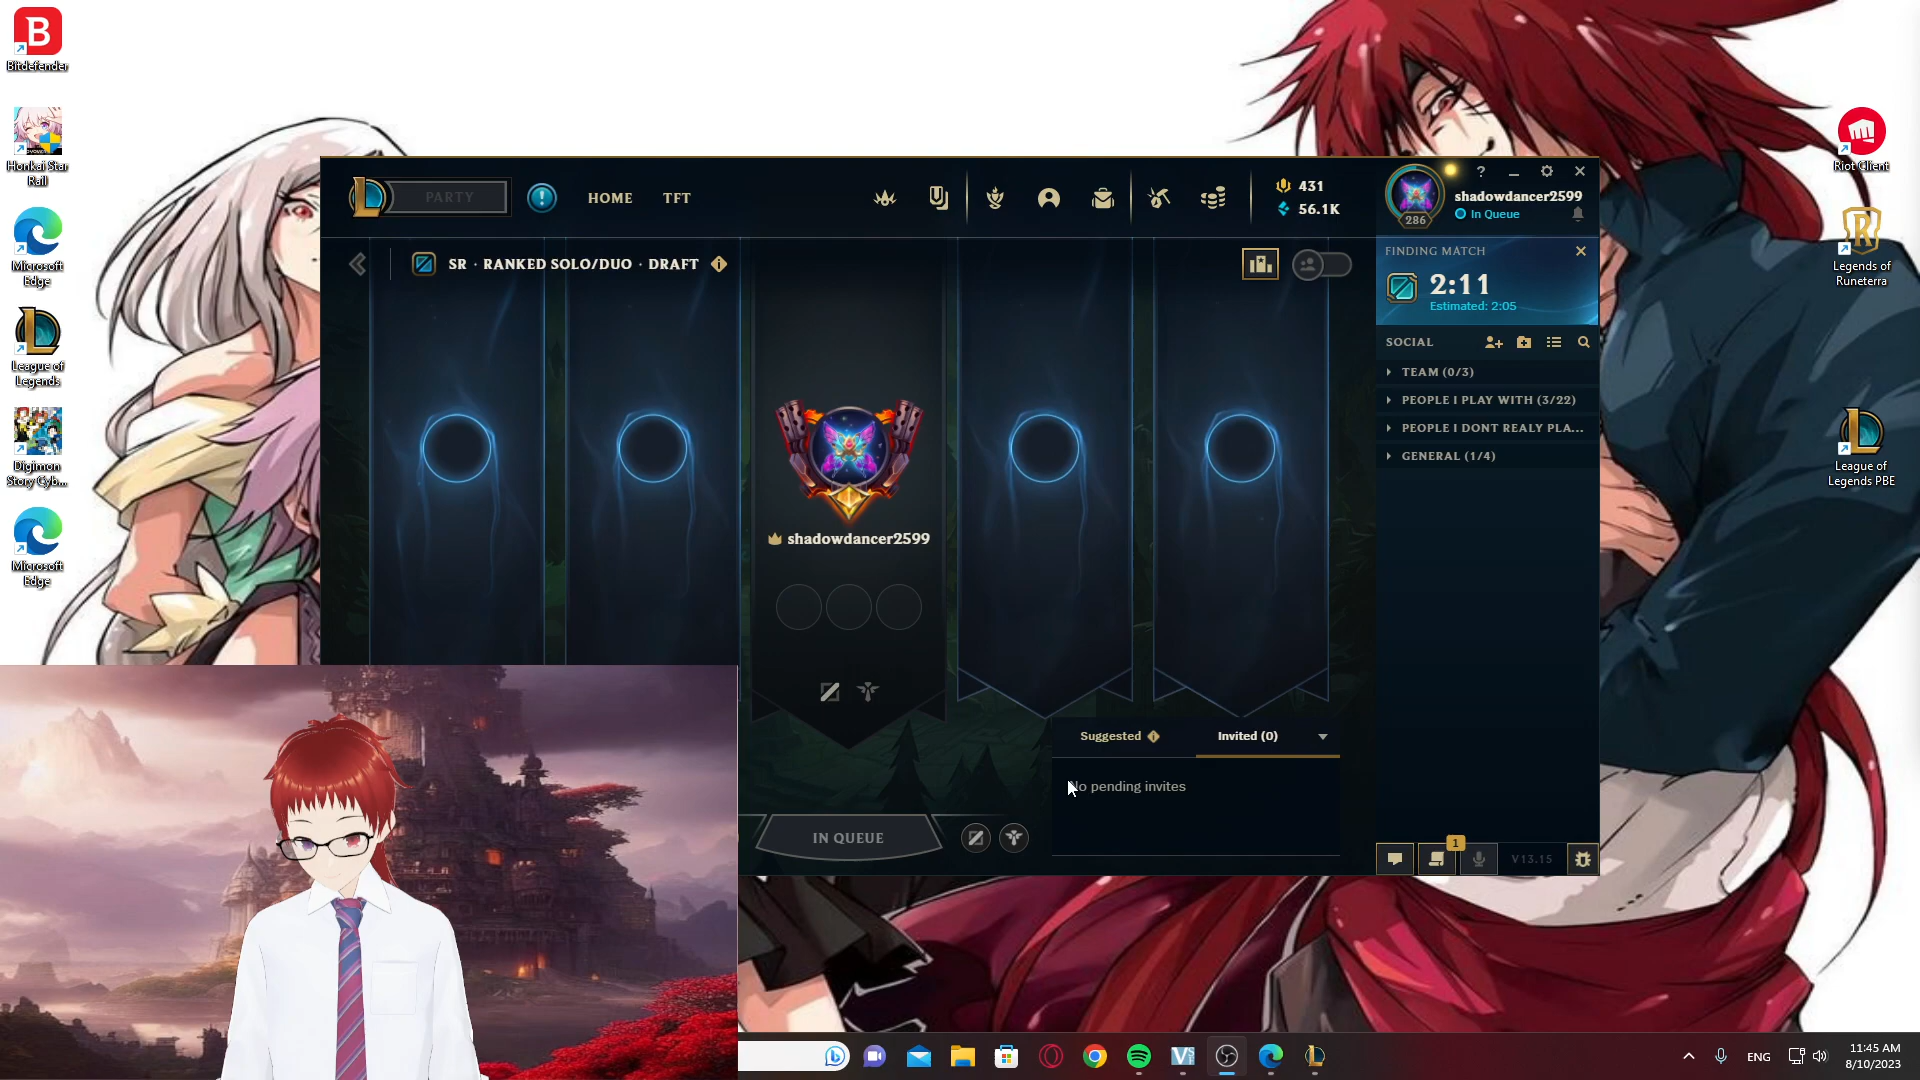 Bitdefender
Honkai Star
Rail
Microsoft
Edge
League of
Legends
Digimon
Story Cyb...
Microsoft
Edge
PARTY
HOME
TFT
431
56.1K
286
shadowdancer2599
In Queue
SR · RANKED SOLO/DUO · DRAFT
FINDING MATCH
2:11
Estimated: 2:05
SOCIAL
TEAM (0/3)
PEOPLE I PLAY WITH (3/22)
PEOPLE I DONT REALY PLA...
GENERAL (1/4)
shadowdancer2599
Suggested
Invited (0)
No pending invites
IN QUEUE
1
V13.15
Riot Client
Legends of
Runeterra
League of
Legends PBE
ENG
11:45 AM
8/10/2023